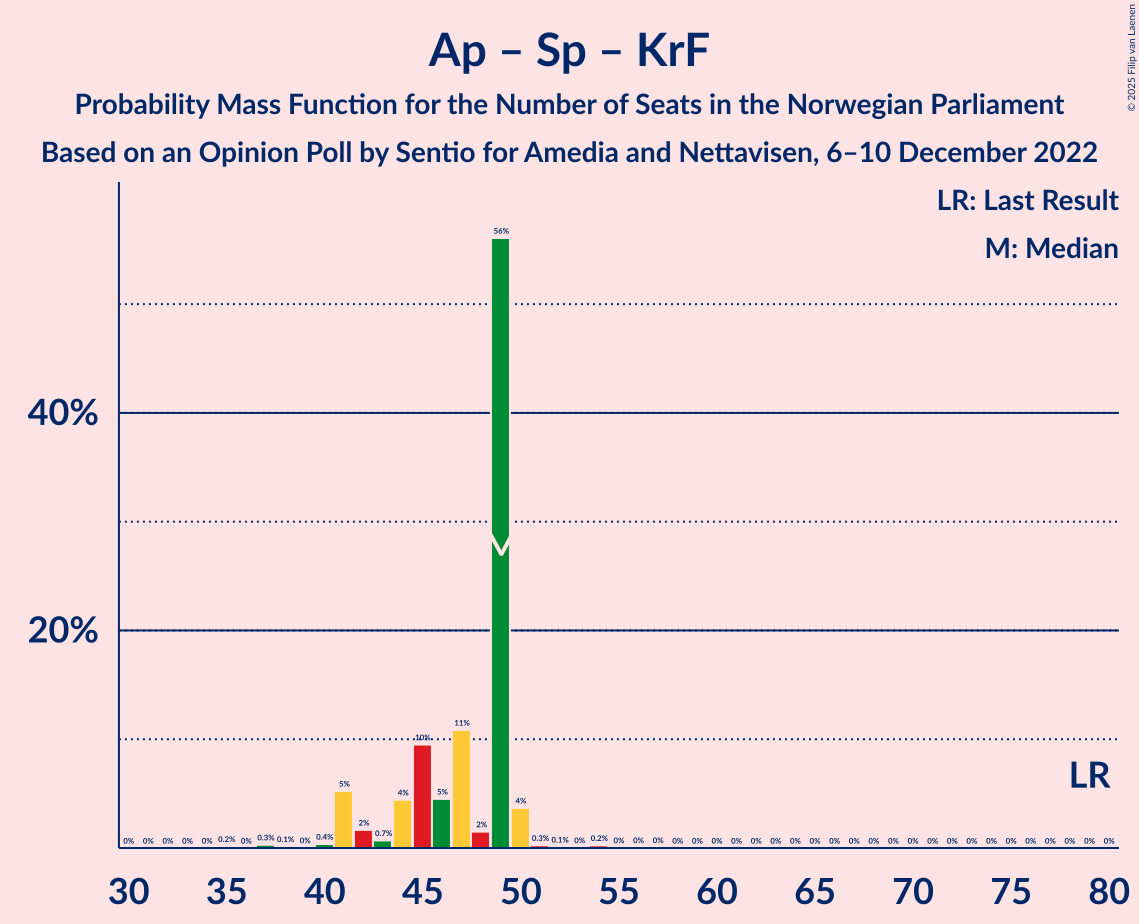 Ap – Sp – KrF
Probability Mass Function for the Number of Seats in the Norwegian Parliament
Based on an Opinion Poll by Sentio for Amedia and Nettavisen, 6–10 December 2022
© 2025 Filip van Laenen
LR: Last Result
M: Median
56%
40%
20%
LR
0% 0% 0% 0% 0% 0.2% 0% 0.3% 0.1% 0% 0.4% 5% 2% 0.7% 4% 10% 5% 11% 2% 4% 0.3% 0.1% 0% 0.2% 0% 0% 0% 0% 0% 0% 0% 0% 0% 0% 0% 0% 0% 0% 0% 0% 0% 0% 0% 0% 0% 0% 0% 0% 0% 0%
30 35 40 45 50 55 60 65 70 75 80